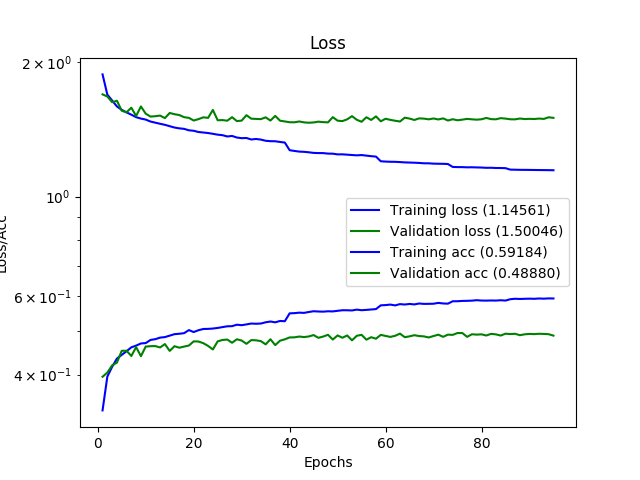 Loss
2 × 10⁰
10⁰
6 × 10⁻¹
4 × 10⁻¹
Loss/Acc
Training loss (1.14561)
Validation loss (1.50046)
Training acc (0.59184)
Validation acc (0.48880)
0 20 40 60 80
Epochs